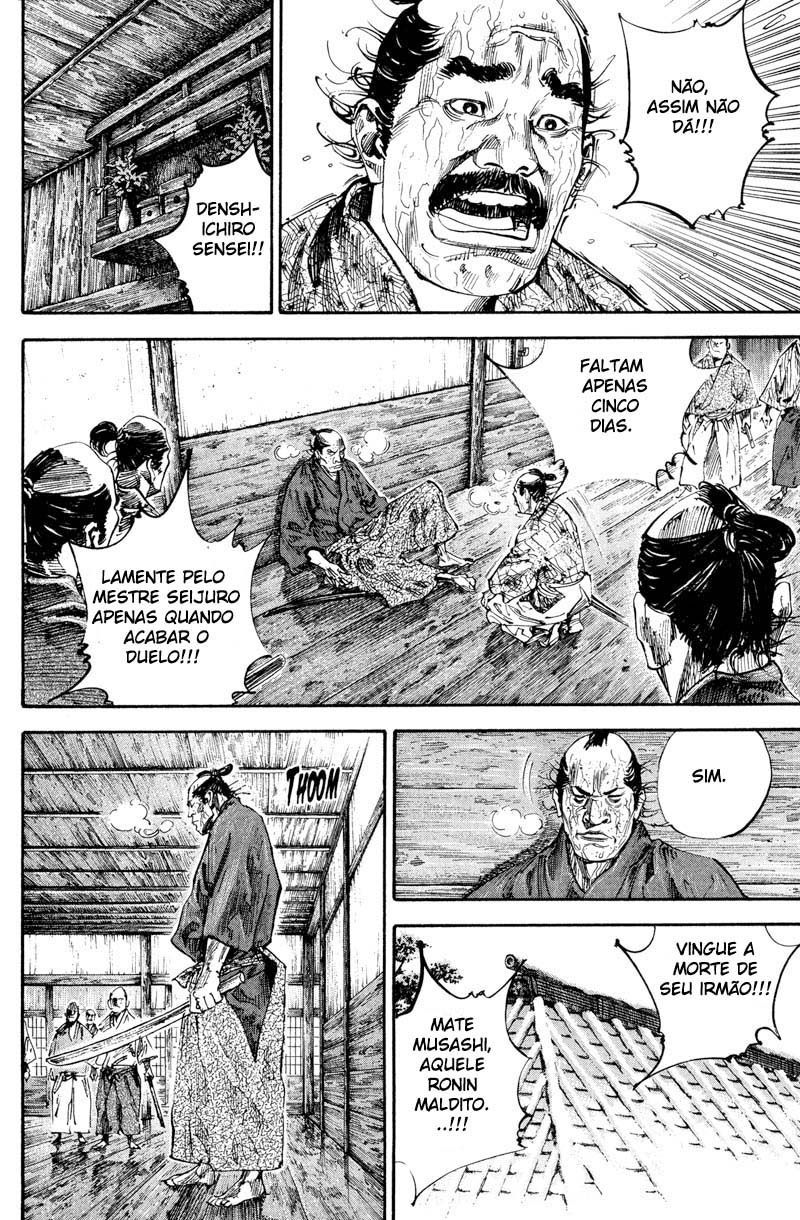 NÃO,
ASSIM NÃO
DÁ!!!
DENSH-
ICHIRO
SENSEI!!
FALTAM
APENAS
CINCO
DIAS.
LAMENTE PELO
MESTRE SEIJURO
APENAS QUANDO
ACABAR O
DUELO!!!
SIM.
VINGUE A
MORTE DE
SEU IRMÃO!!!
MATE
MUSASHI,
AQUELE
RONIN
MALDITO.
..!!!
THOOM